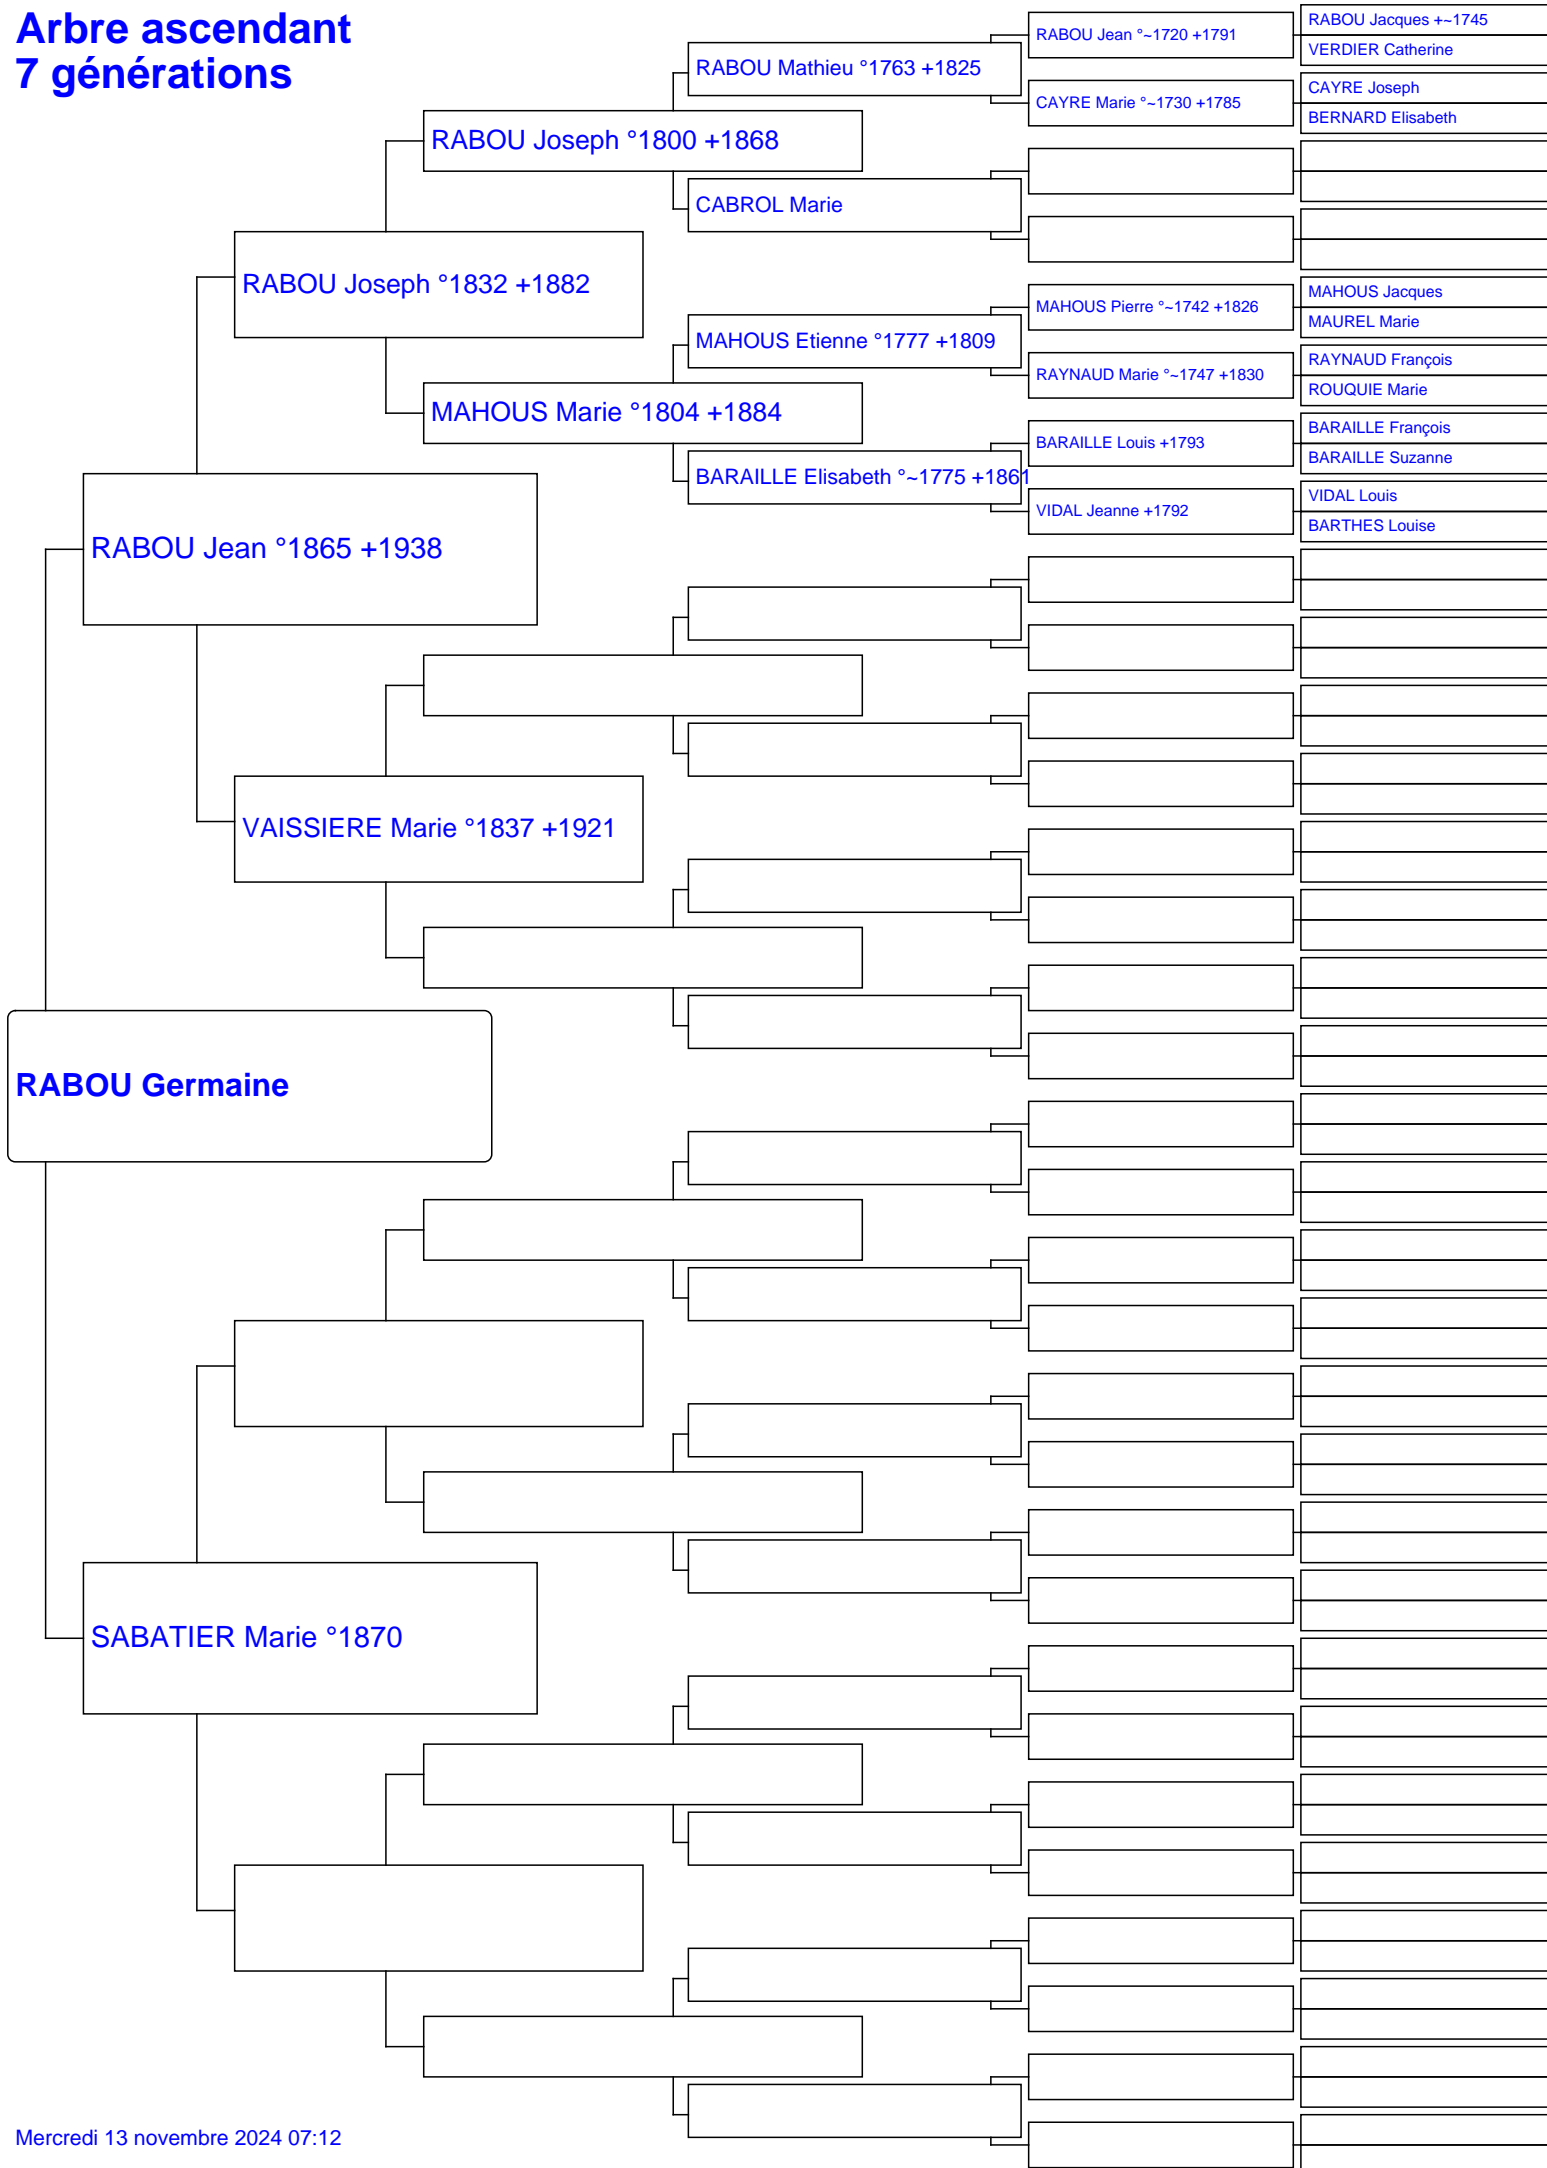 Arbre ascendant
7 générations
RABOU Jacques +~1745
RABOU Jean °~1720 +1791
VERDIER Catherine
RABOU Mathieu °1763 +1825
CAYRE Joseph
CAYRE Marie °~1730 +1785
BERNARD Elisabeth
RABOU Joseph °1800 +1868
CABROL Marie
RABOU Joseph °1832 +1882
MAHOUS Jacques
MAHOUS Pierre °~1742 +1826
MAUREL Marie
MAHOUS Etienne °1777 +1809
RAYNAUD François
RAYNAUD Marie °~1747 +1830
ROUQUIE Marie
MAHOUS Marie °1804 +1884
BARAILLE François
BARAILLE Louis +1793
BARAILLE Suzanne
BARAILLE Elisabeth °~1775 +1861
VIDAL Louis
VIDAL Jeanne +1792
BARTHES Louise
RABOU Jean °1865 +1938
VAISSIERE Marie °1837 +1921
RABOU Germaine
SABATIER Marie °1870
Mercredi 13 novembre 2024 07:12